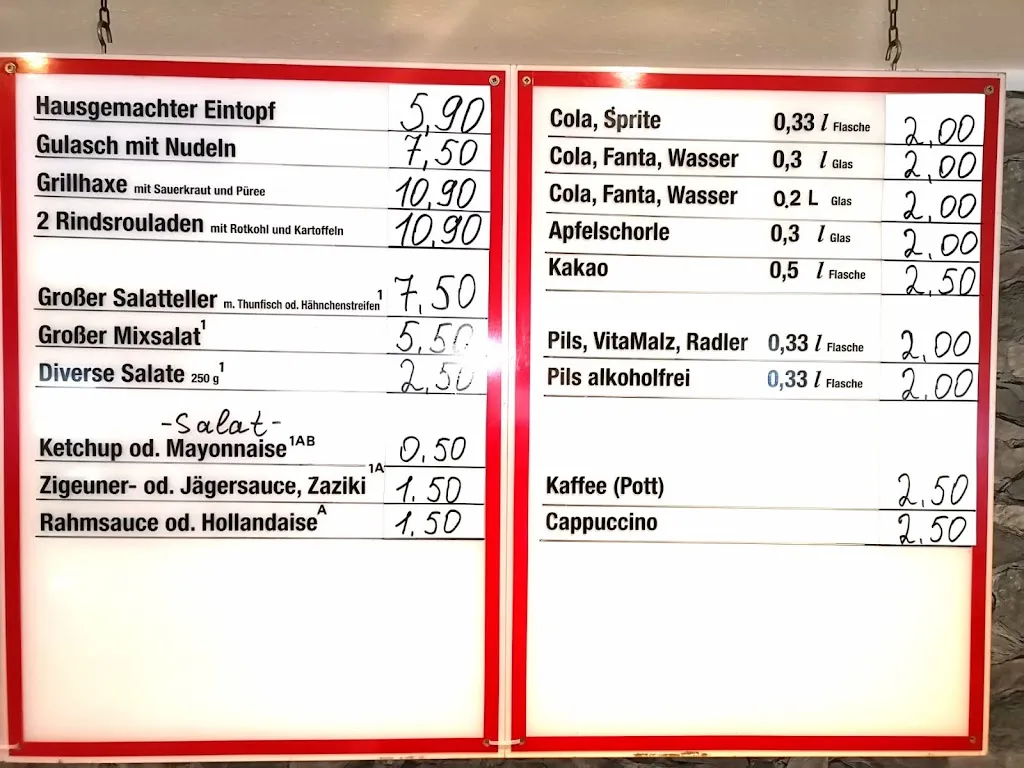 Hausgemachter Eintopf 5,90
Gulasch mit Nudeln 7,50
Grillhaxe mit Sauerkraut und Püree 10,90
2 Rindsrouladen mit Rotkohl und Kartoffeln 10,90
Großer Salatteller m. Thunfisch od. Hähnchenstreifen¹ 7,50
Großer Mixsalat¹ 5,50
Diverse Salate 250 g¹ 2,50
-Salat-
Ketchup od. Mayonnaise 1AB 0,50
Zigeuner- od. Jägersauce, Zaziki 1A 1.50
Rahmsauce od. Hollandaise A 1,50
Cola, Sprite 0,33 l Flasche 2,00
Cola, Fanta, Wasser 0,3 l Glas 2,00
Cola, Fanta, Wasser 0,2 L Glas 2,00
Apfelschorle 0,3 l Glas 2,00
Kakao 0,5 l Flasche 2,50
Pils, VitaMalz, Radler 0,33 l Flasche 2,00
Pils alkoholfrei 0,33 l Flasche 2,00
Kaffee (Pott) 2,50
Cappuccino 2,50